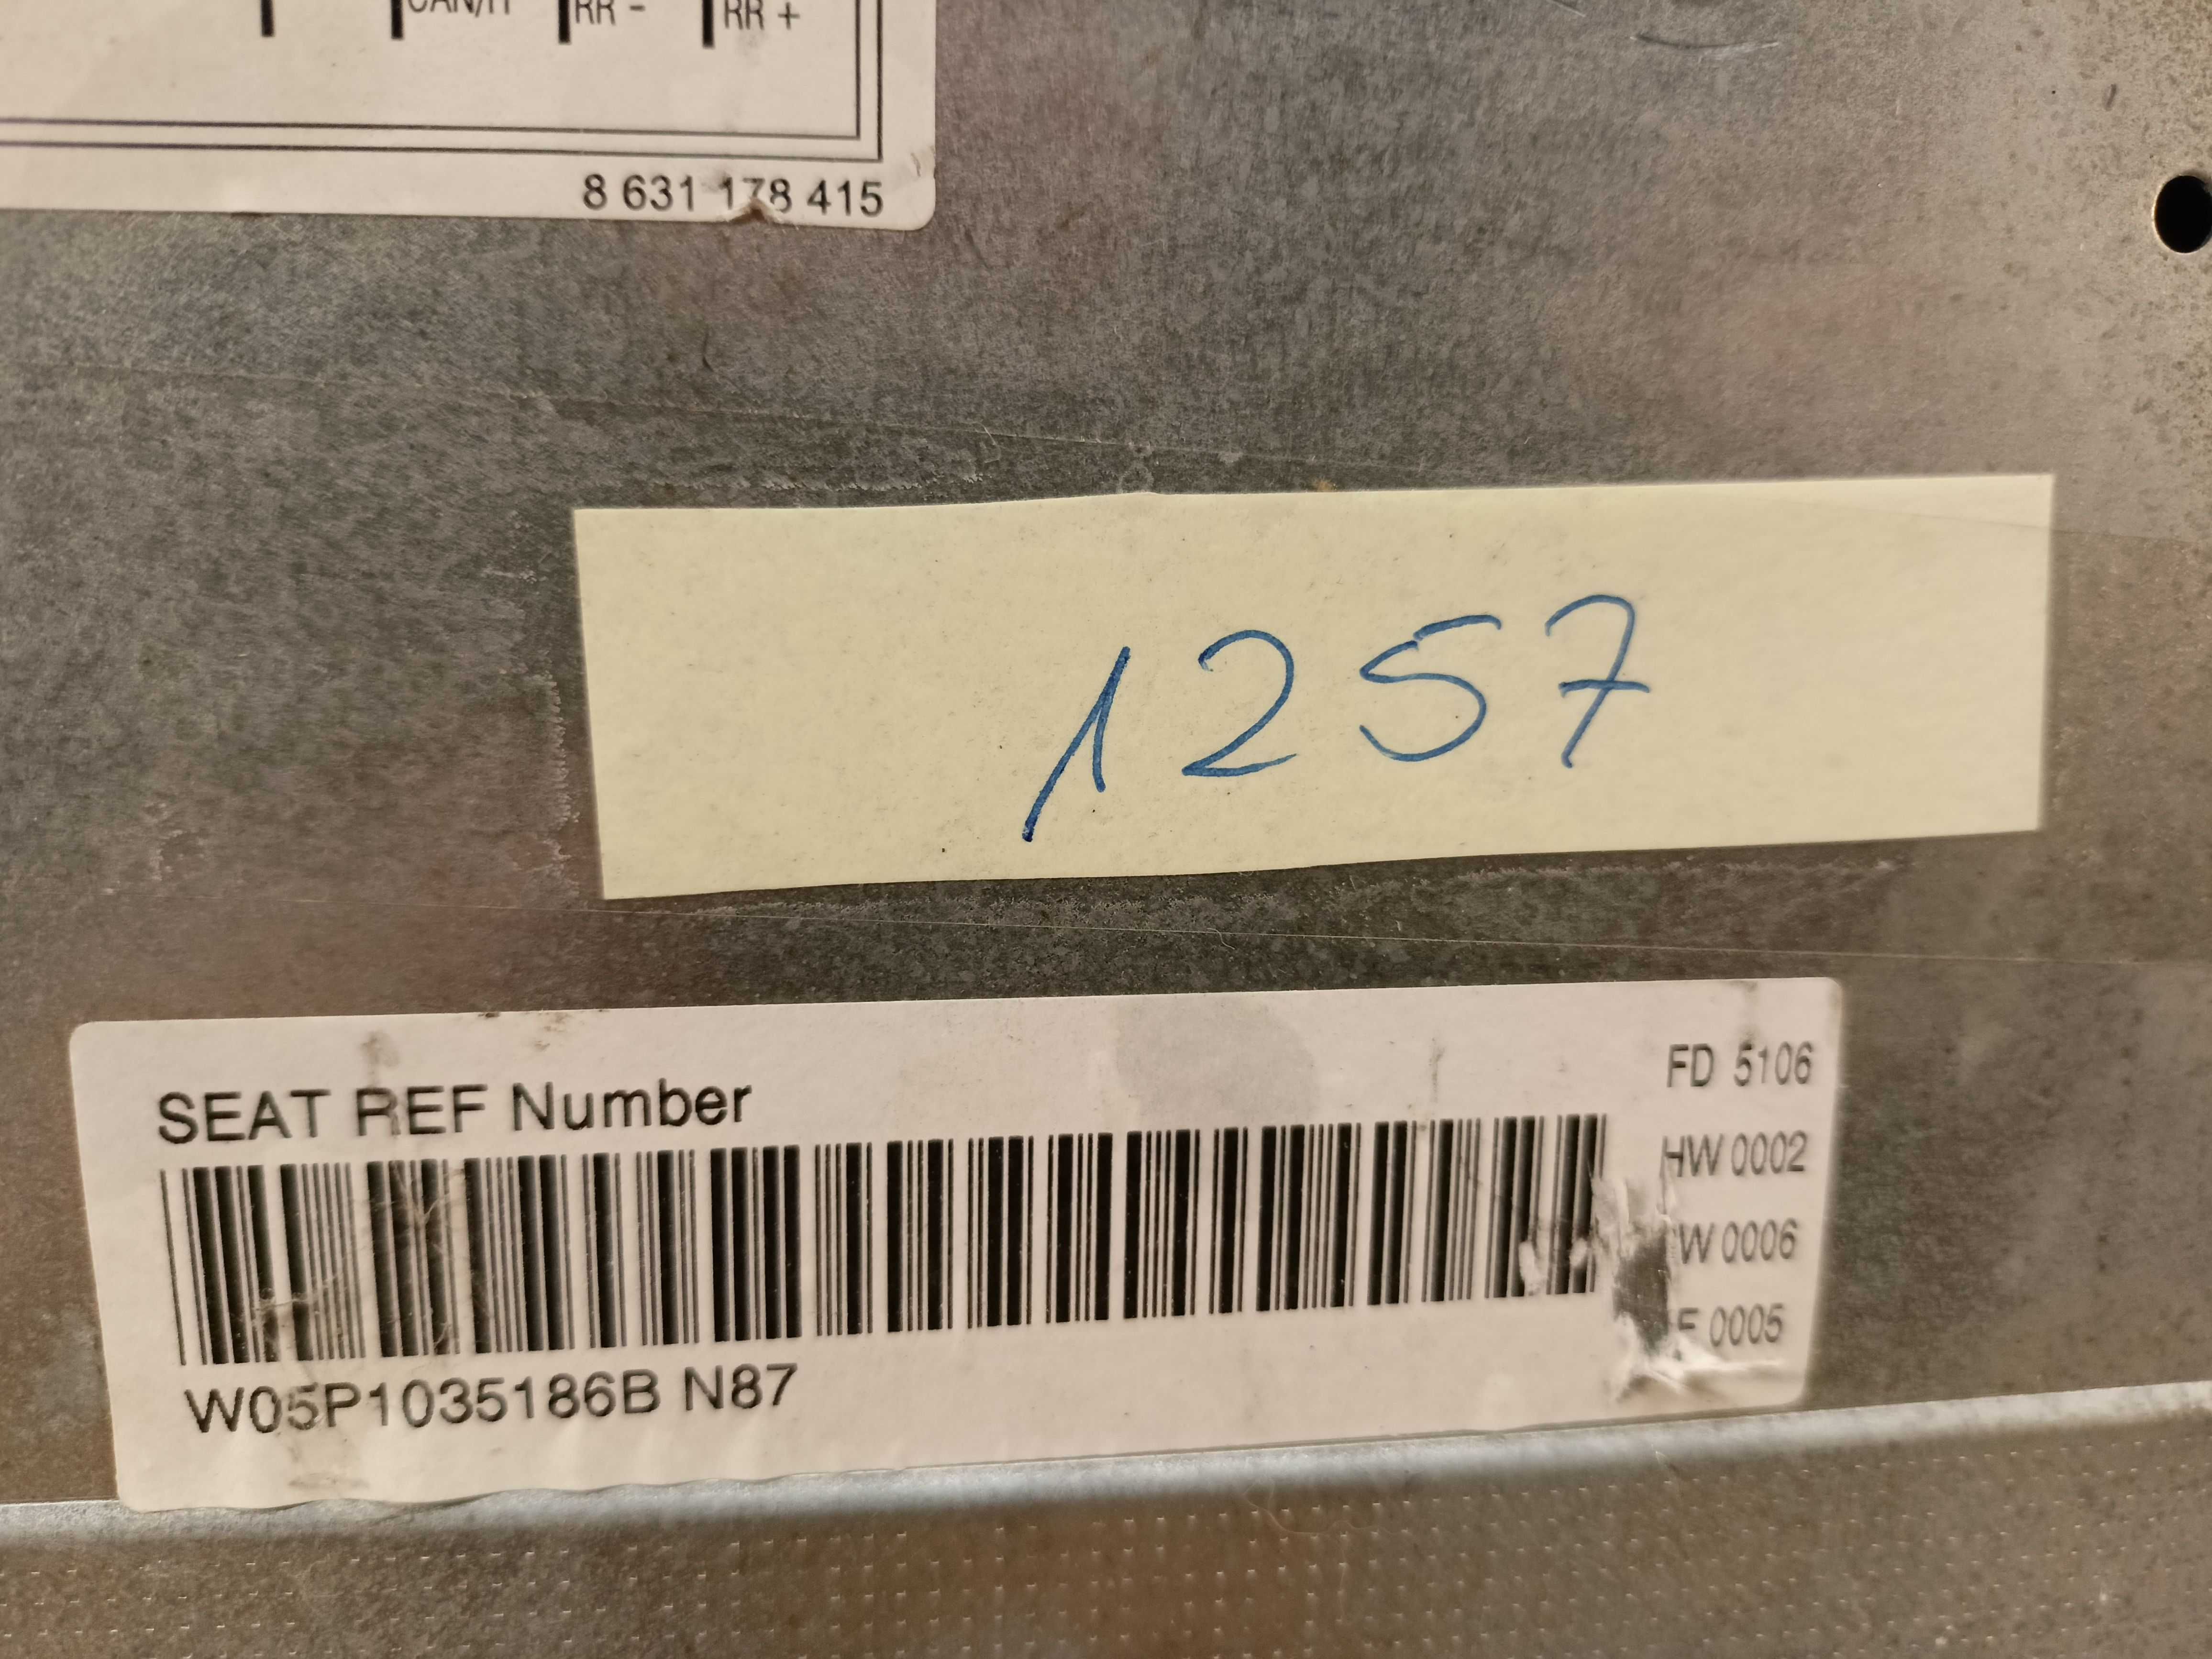 CAN/H RR - RR +
8 631 178 415
1257
SEAT REF Number
FD 5106
HW 0002
W 0006
F 0005
W05P1035186B N87